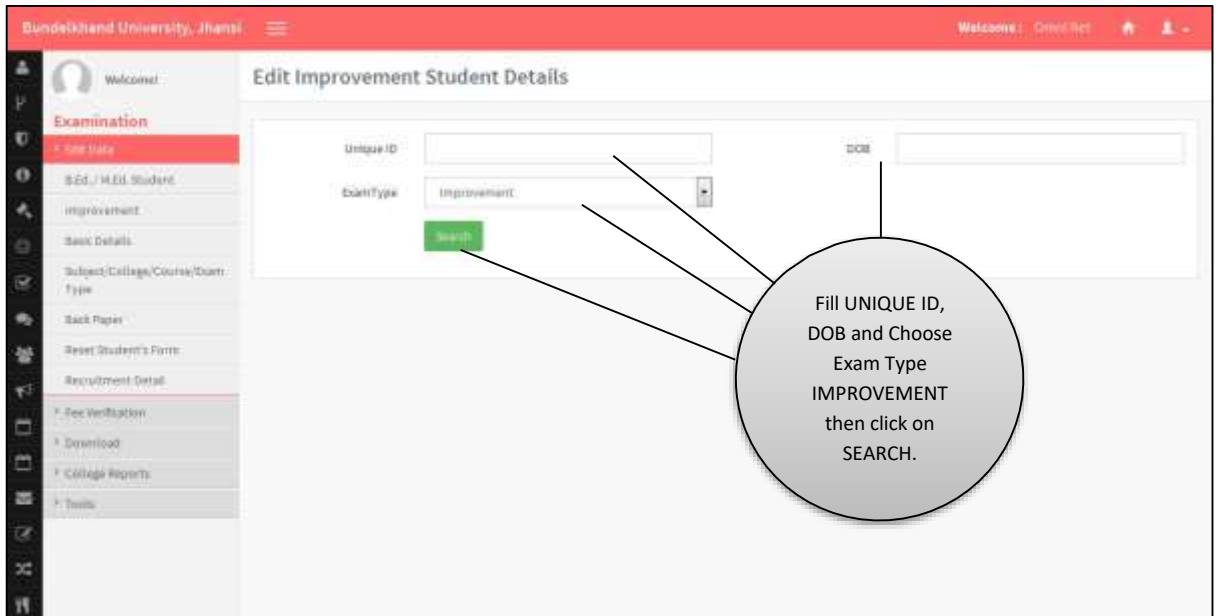 Bundelkhand University, Jhansi
Welcome :
Welcome!
Edit Improvement Student Details
Examination
Edit Data
B.Ed. / M.Ed. Student
Improvement
Basic Details
Subject/College/Course/Exam
Type
Back Paper
Reset Student's Form
Recruitment Detail
Fee Verification
Download
College Reports
Tools
Unique ID
DOB
ExamType
Improvement
Search
Fill UNIQUE ID,
DOB and Choose
Exam Type
IMPROVEMENT
then click on
SEARCH.